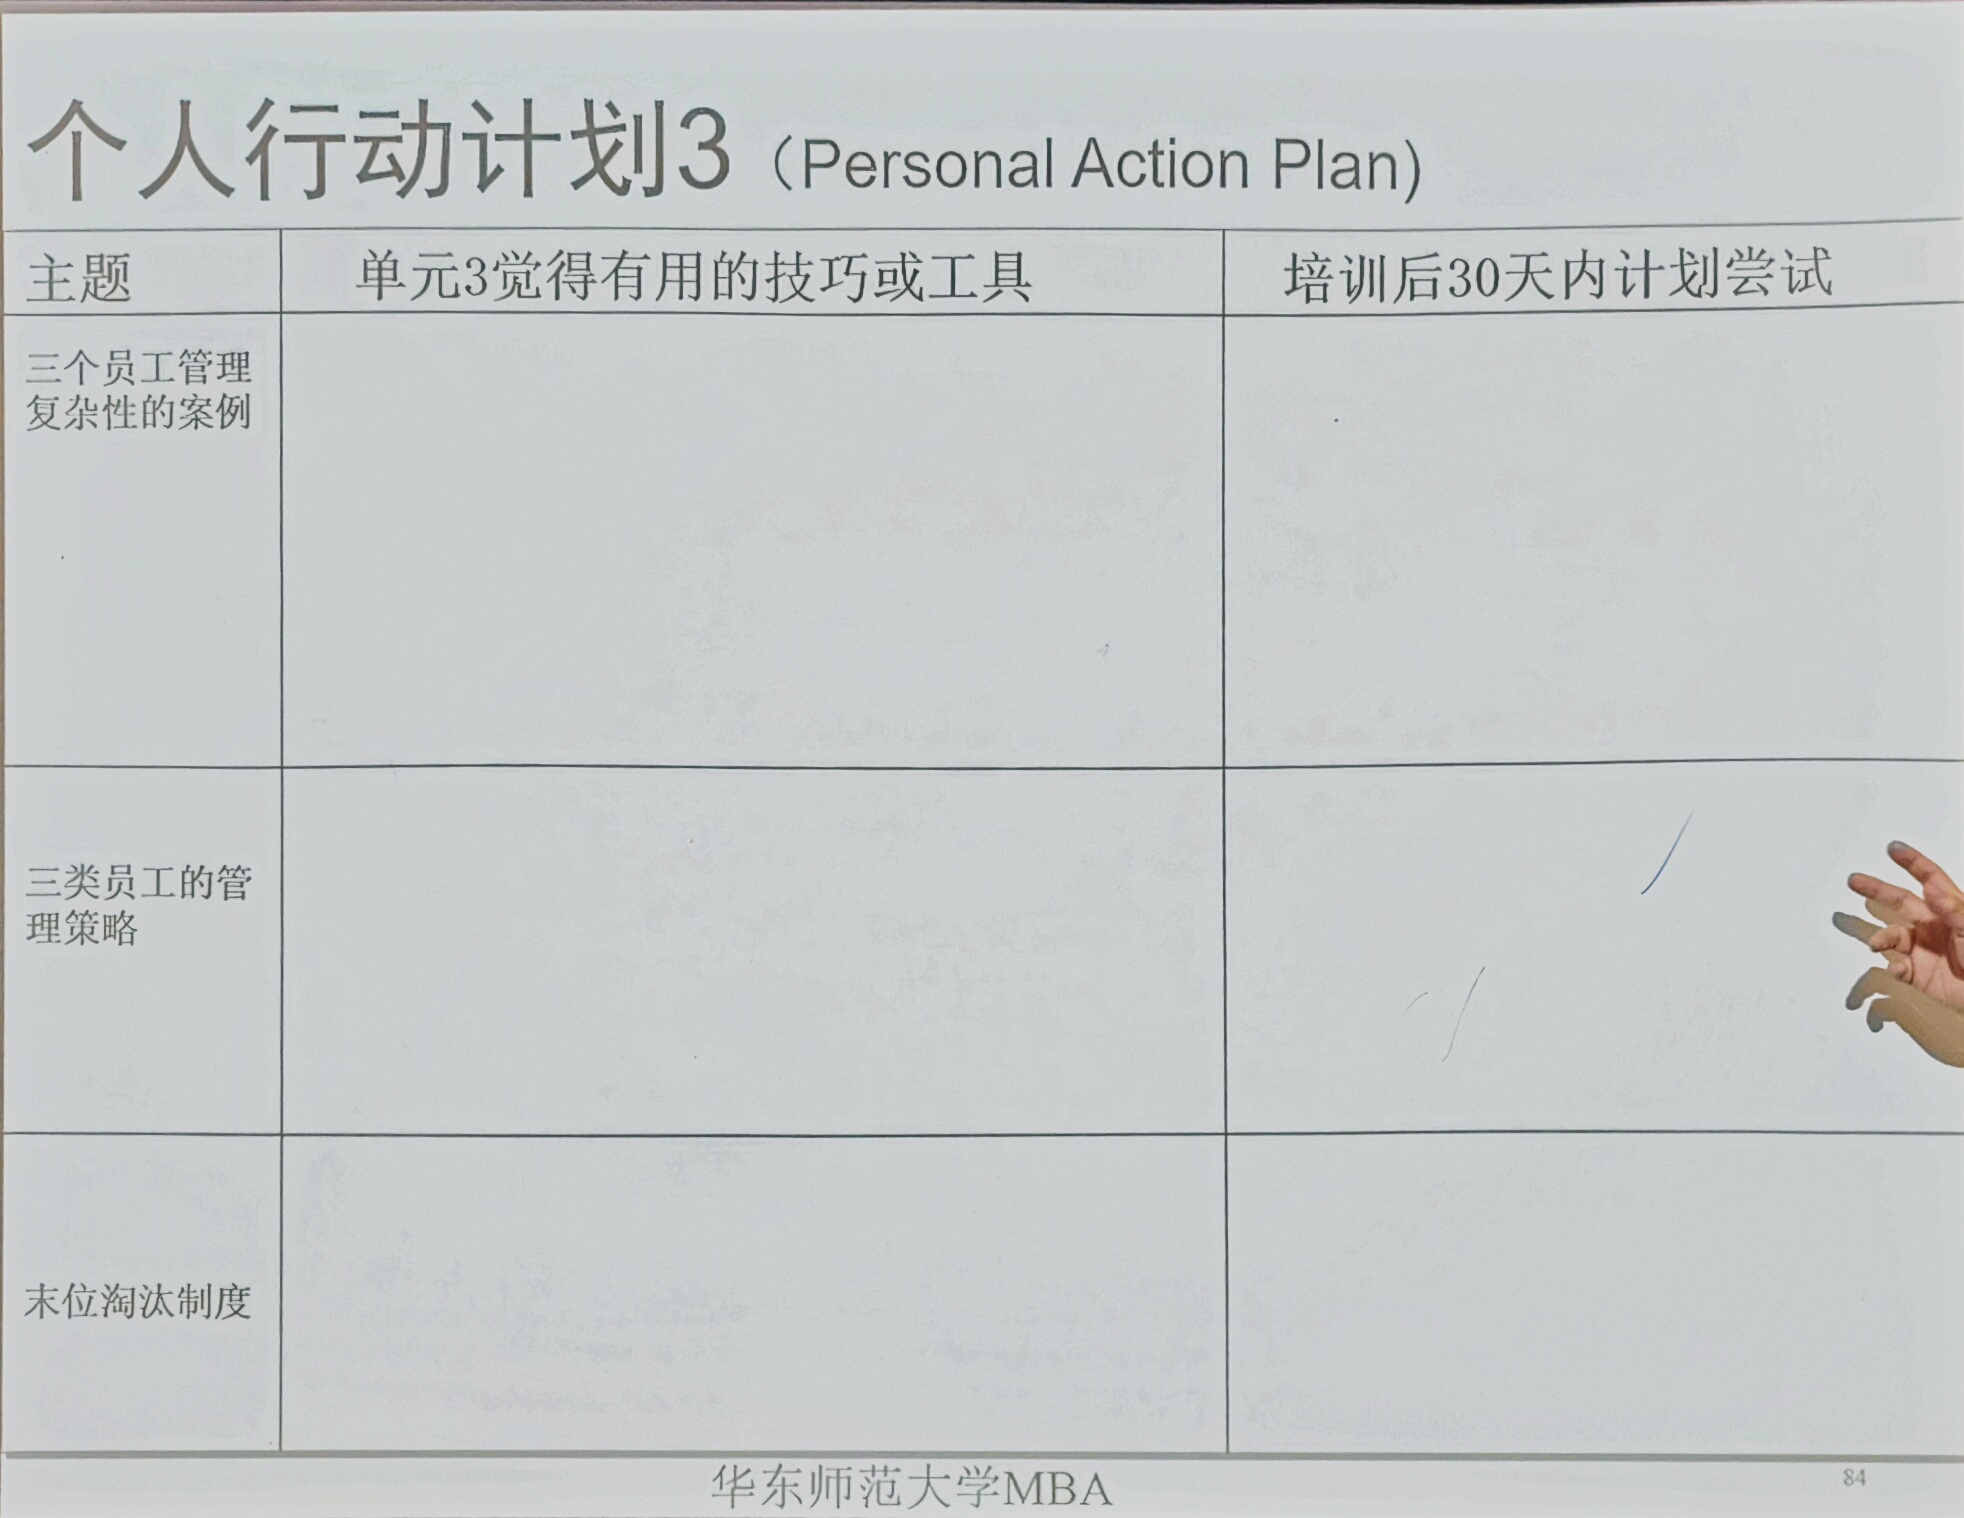 个人行动计划3（Personal Action Plan)
主题
单元3觉得有用的技巧或工具
培训后30天内计划尝试
三个员工管理
复杂性的案例
三类员工的管
理策略
末位淘汰制度
华东师范大学MBA
84